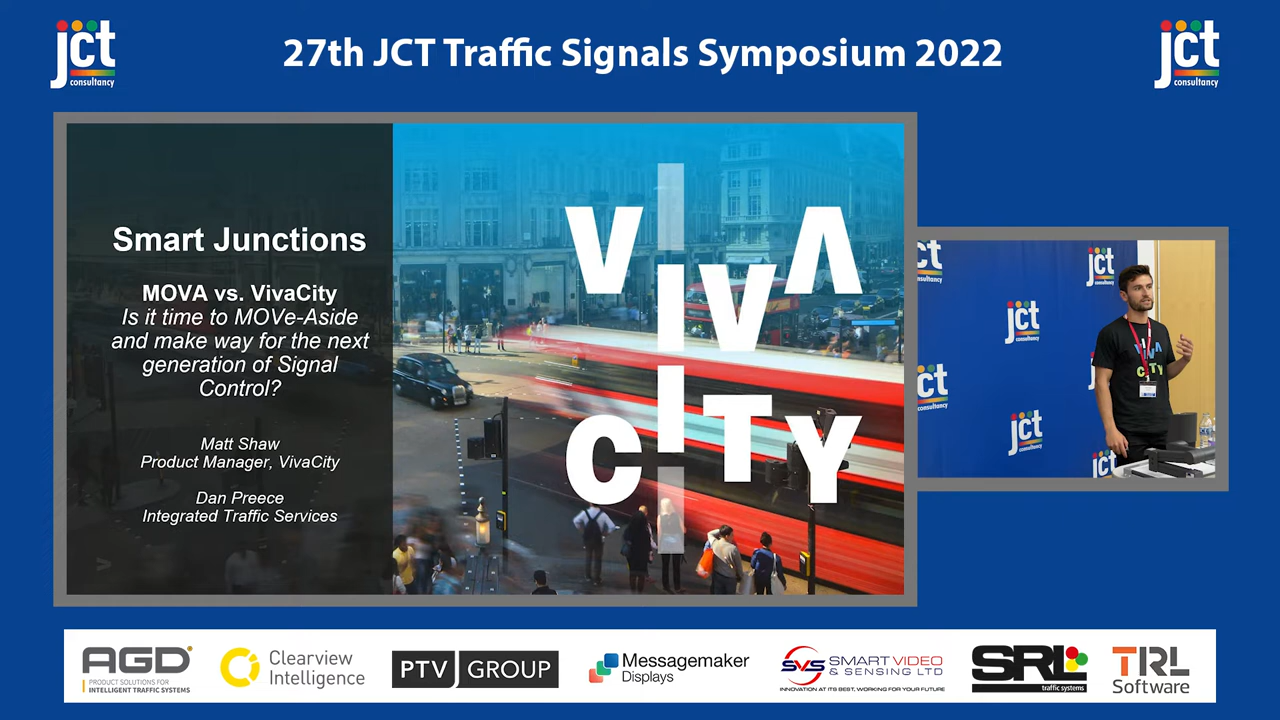 jct
consultancy
27th JCT Traffic Signals Symposium 2022
jct
consultancy
Smart Junctions
MOVA vs. VivaCity
Is it time to MOVe-Aside
and make way for the next
generation of Signal
Control?
Matt Shaw
Product Manager, VivaCity
Dan Preece
Integrated Traffic Services
VIVA
CITY
jct
consultancy
jct
consultancy
jct
consultancy
jct
consultancy
jct
VIVA
CITY
AGD
PRODUCT SOLUTIONS FOR
INTELLIGENT TRAFFIC SYSTEMS
Clearview
Intelligence
PTV GROUP
Messagemaker
Displays
SVS SMART VIDEO
& SENSING LTD
INNOVATION AT ITS BEST, WORKING FOR YOUR FUTURE
SRL
traffic systems
TRL
Software